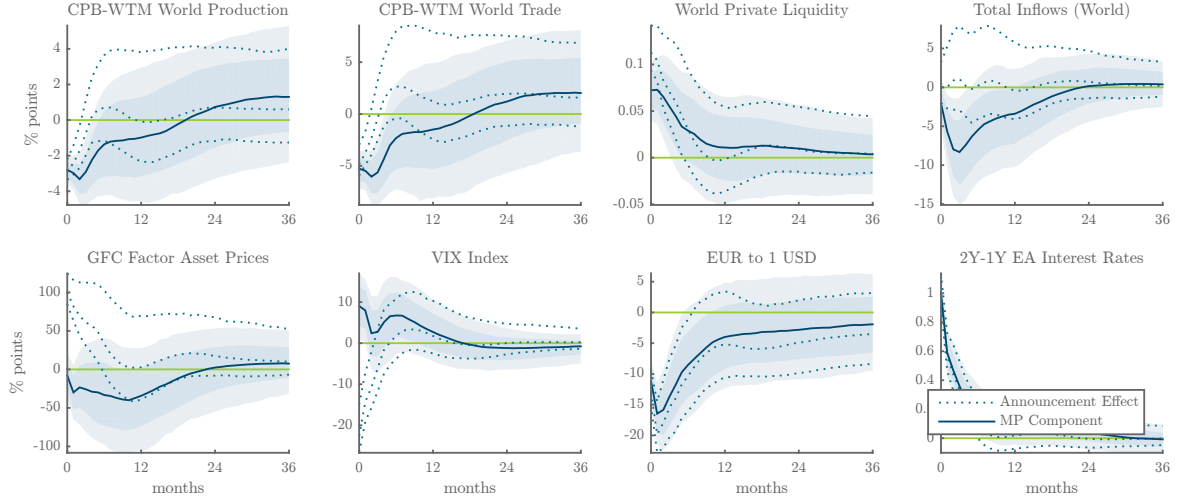 CPB-WTM World Production
CPB-WTM World Trade
World Private Liquidity
Total Inflows (World)
% points
4
2
0
-2
-4
0 12 24 36
5
0
-5
0 12 24 36
0.1
0.05
0
-0.05
0 12 24 36
5
0
-5
-10
-15
0 12 24 36
GFC Factor Asset Prices
VIX Index
EUR to 1 USD
2Y-1Y EA Interest Rates
% points
100
50
0
-50
-100
0 12 24 36
months
10
0
-10
-20
0 12 24 36
months
0
-5
-10
-15
-20
0 12 24 36
months
1
0.8
0.6
0.4
0.
0
0 12 24 36
months
Announcement Effect
MP Component